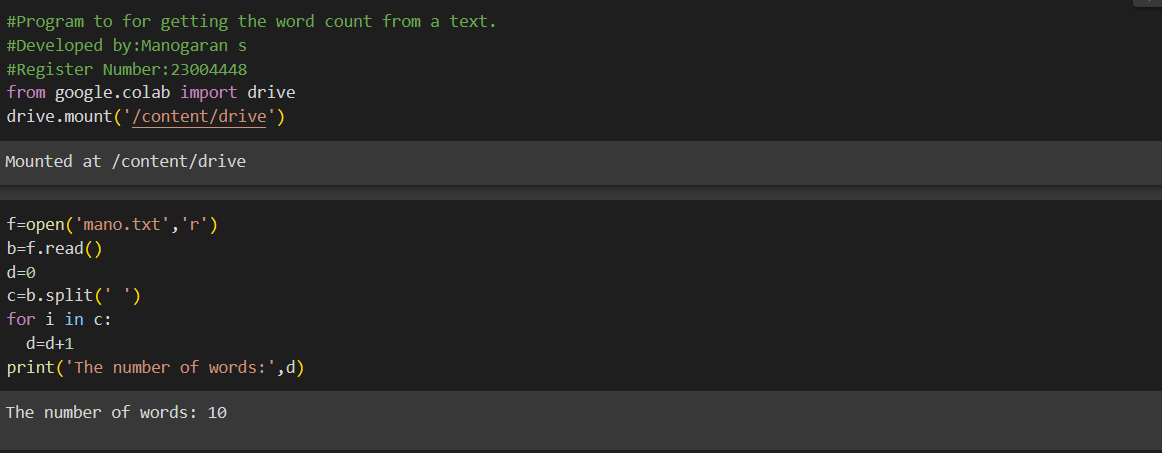 #Program to for getting the word count from a text.
#Developed by:Manogaran s
#Register Number:23004448
from google.colab import drive
drive.mount('/content/drive')
Mounted at /content/drive
f=open('mano.txt','r')
b=f.read()
d=0
c=b.split(' ')
for i in c:
  d=d+1
print('The number of words:',d)
The number of words: 10